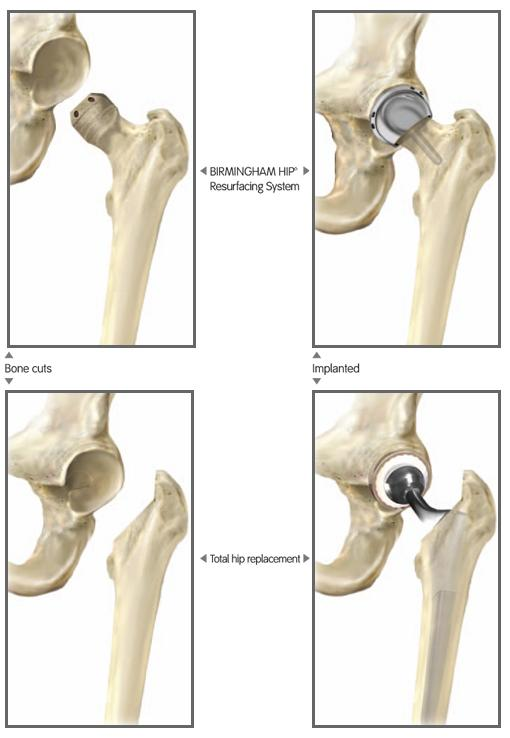 BIRMINGHAM HIP®
Resurfacing System
Bone cuts
Implanted
Total hip replacement